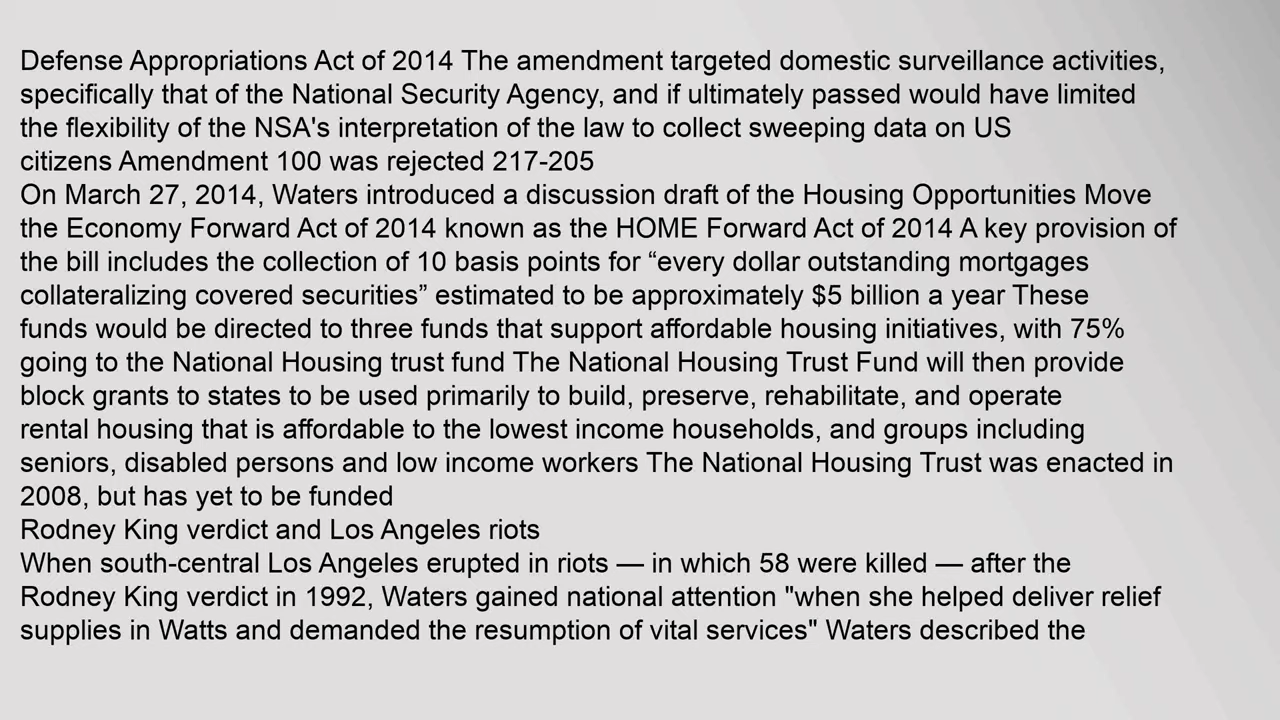 Defense Appropriations Act of 2014 The amendment targeted domestic surveillance activities,
specifically that of the National Security Agency, and if ultimately passed would have limited
the flexibility of the NSA's interpretation of the law to collect sweeping data on US
citizens Amendment 100 was rejected 217-205
On March 27, 2014, Waters introduced a discussion draft of the Housing Opportunities Move
the Economy Forward Act of 2014 known as the HOME Forward Act of 2014 A key provision of
the bill includes the collection of 10 basis points for “every dollar outstanding mortgages
collateralizing covered securities” estimated to be approximately $5 billion a year These
funds would be directed to three funds that support affordable housing initiatives, with 75%
going to the National Housing trust fund The National Housing Trust Fund will then provide
block grants to states to be used primarily to build, preserve, rehabilitate, and operate
rental housing that is affordable to the lowest income households, and groups including
seniors, disabled persons and low income workers The National Housing Trust was enacted in
2008, but has yet to be funded
Rodney King verdict and Los Angeles riots
When south-central Los Angeles erupted in riots — in which 58 were killed — after the
Rodney King verdict in 1992, Waters gained national attention "when she helped deliver relief
supplies in Watts and demanded the resumption of vital services" Waters described the